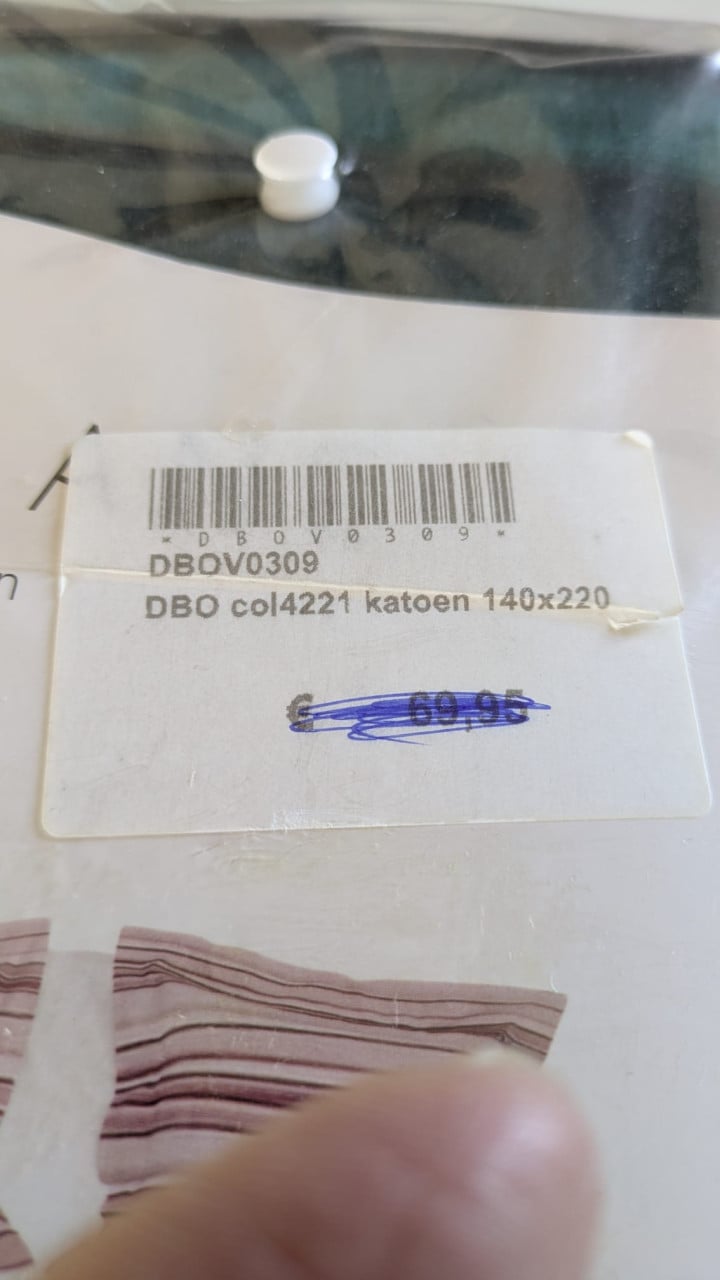 A
*DBOV0309*
DBOV0309
n
DBO col4221 katoen 140x220
€ 69,95